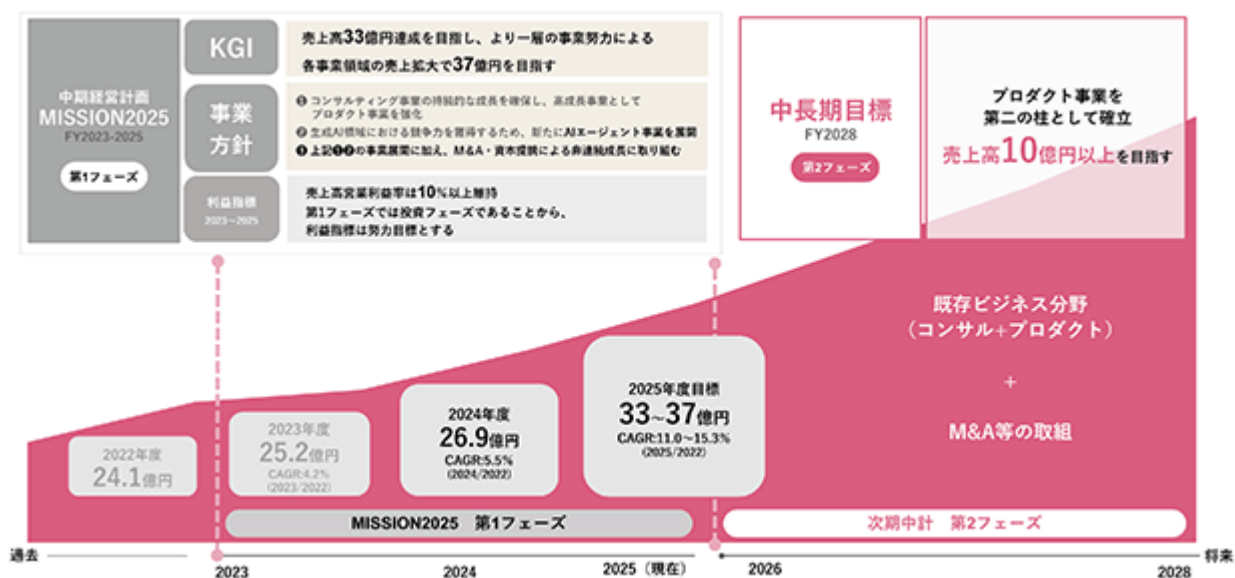 中期経営計画
MISSION2025
FY2023-2025
第1フェーズ
KGI
売上高33億円達成を目指し、より一層の事業努力による
各事業領域の売上拡大で37億円を目指す
事業
方針
❶ コンサルティング事業の持続的な成長を確保し、高成長事業として
プロダクト事業を強化
❷ 生成AI領域における競争力を獲得するため、新たにAIエージェント事業を展開
❶ 上記❶❷の事業展開に加え、M&A・資本提携による非連続成長に取り組む
利益指標
2023〜2025
売上高営業利益率は10%以上維持
第1フェーズでは投資フェーズであることから、
利益指標は努力目標とする
中長期目標
FY2028
第2フェーズ
プロダクト事業を
第二の柱として確立
売上高10億円以上を目指す
既存ビジネス分野
（コンサル+プロダクト）
+
M&A等の取組
2022年度
24.1億円
2023年度
25.2億円
CAGR:4.2%
(2023/2022)
2024年度
26.9億円
CAGR:5.5%
(2024/2022)
2025年度目標
33〜37億円
CAGR:11.0〜15.3%
(2025/2022)
MISSION2025 第1フェーズ
次期中計 第2フェーズ
過去
2023
2024
2025（現在）
2026
2028
将来